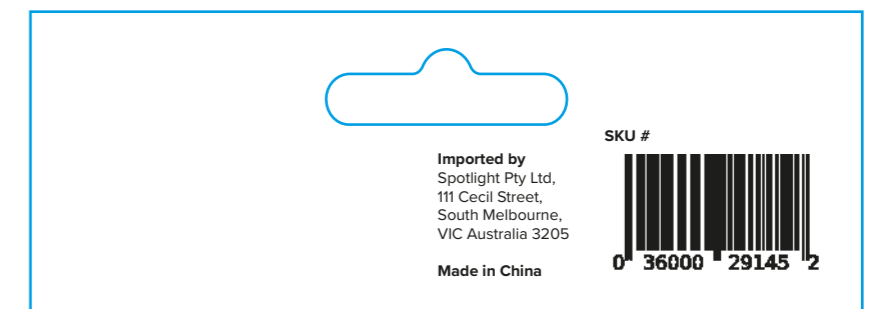 SKU #
Imported by
Spotlight Pty Ltd,
111 Cecil Street,
South Melbourne,
VIC Australia 3205
Made in China
0 36000 29145 2